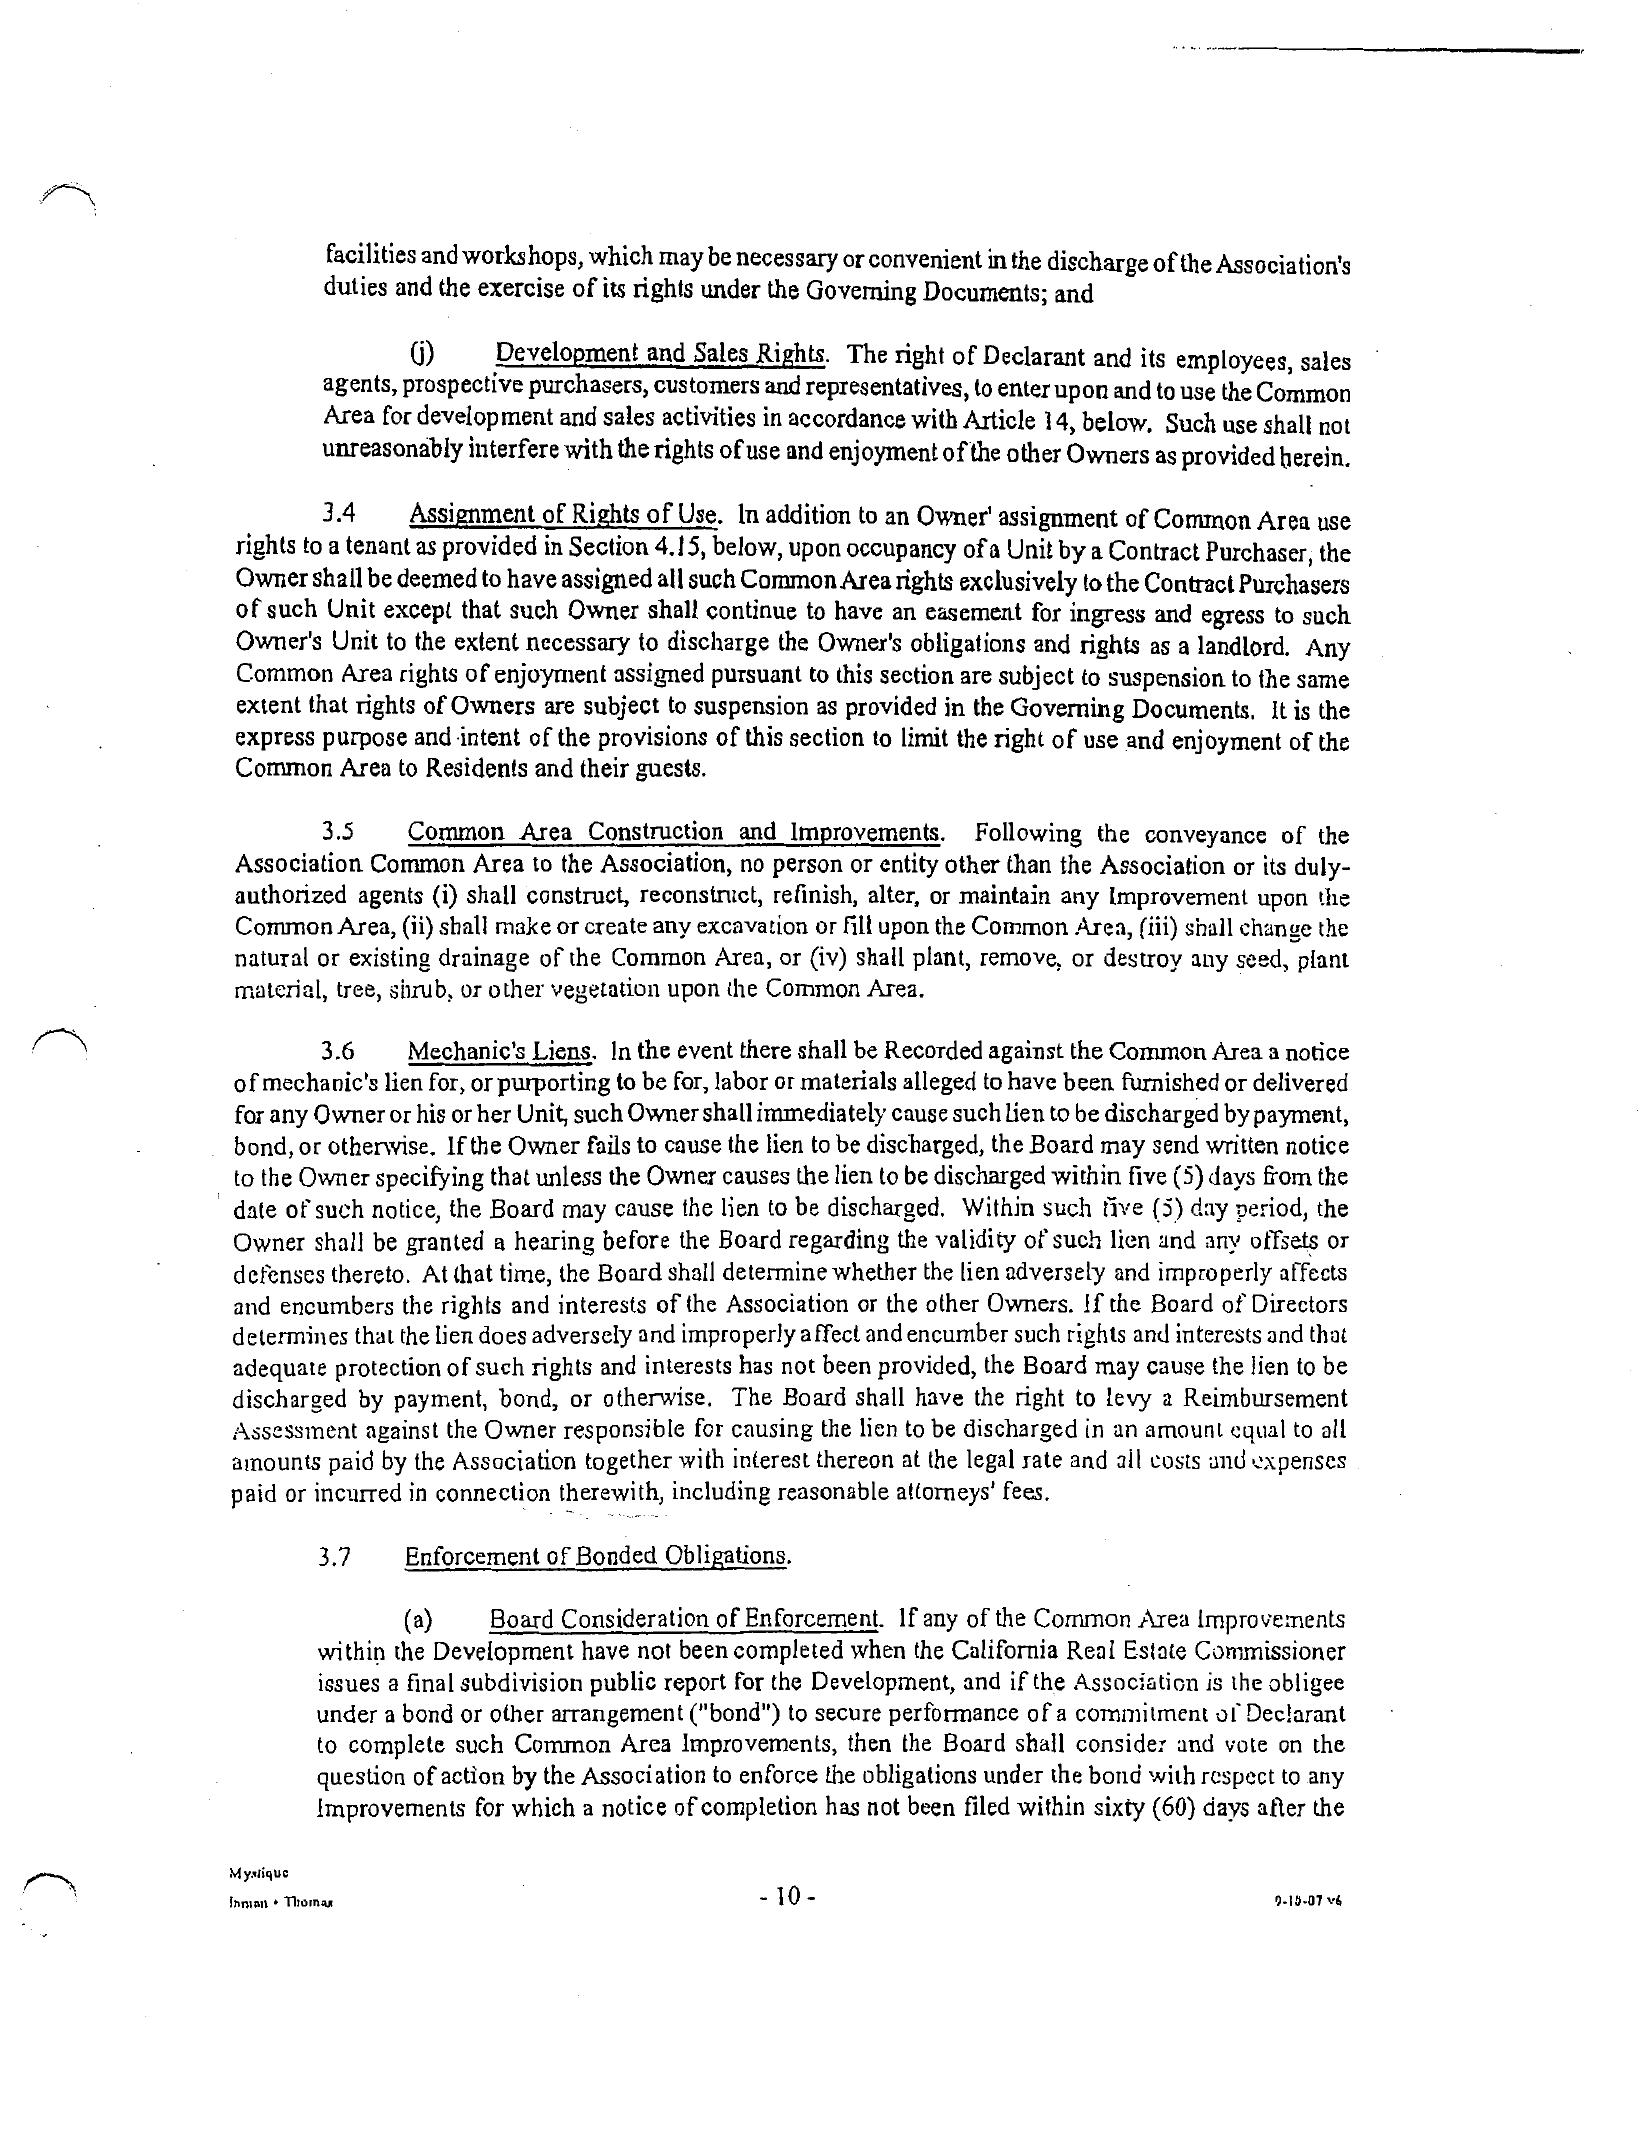 facilities and workshops, which may be necessary or convenient in the discharge of the Association's
duties and the exercise of its rights under the Governing Documents; and
(j) Development and Sales Rights. The right of Declarant and its employees, sales
agents, prospective purchasers, customers and representatives, to enter upon and to use the Common
Area for development and sales activities in accordance with Article 14, below. Such use shall not
unreasonably interfere with the rights of use and enjoyment of the other Owners as provided herein.
3.4 Assignment of Rights of Use. In addition to an Owner' assignment of Common Area use
rights to a tenant as provided in Section 4.15, below, upon occupancy of a Unit by a Contract Purchaser, the
Owner shall be deemed to have assigned all such Common Area rights exclusively to the Contract Purchasers
of such Unit except that such Owner shall continue to have an easement for ingress and egress to such
Owner's Unit to the extent necessary to discharge the Owner's obligations and rights as a landlord. Any
Common Area rights of enjoyment assigned pursuant to this section are subject to suspension to the same
extent that rights of Owners are subject to suspension as provided in the Governing Documents. It is the
express purpose and intent of the provisions of this section to limit the right of use and enjoyment of the
Common Area to Residents and their guests.
3.5 Common Area Construction and Improvements. Following the conveyance of the
Association Common Area to the Association, no person or entity other than the Association or its duly-
authorized agents (i) shall construct, reconstruct, refinish, alter, or maintain any Improvement upon the
Common Area, (ii) shall make or create any excavation or fill upon the Common Area, (iii) shall change the
natural or existing drainage of the Common Area, or (iv) shall plant, remove, or destroy any seed, plant
material, tree, shrub, or other vegetation upon the Common Area.
3.6 Mechanic's Liens. In the event there shall be Recorded against the Common Area a notice
of mechanic's lien for, or purporting to be for, labor or materials alleged to have been furnished or delivered
for any Owner or his or her Unit, such Owner shall immediately cause such lien to be discharged by payment,
bond, or otherwise. If the Owner fails to cause the lien to be discharged, the Board may send written notice
to the Owner specifying that unless the Owner causes the lien to be discharged within five (5) days from the
date of such notice, the Board may cause the lien to be discharged. Within such five (5) day period, the
Owner shall be granted a hearing before the Board regarding the validity of such lien and any offsets or
defenses thereto. At that time, the Board shall determine whether the lien adversely and improperly affects
and encumbers the rights and interests of the Association or the other Owners. If the Board of Directors
determines that the lien does adversely and improperly affect and encumber such rights and interests and that
adequate protection of such rights and interests has not been provided, the Board may cause the lien to be
discharged by payment, bond, or otherwise. The Board shall have the right to levy a Reimbursement
Assessment against the Owner responsible for causing the lien to be discharged in an amount equal to all
amounts paid by the Association together with interest thereon at the legal rate and all costs and expenses
paid or incurred in connection therewith, including reasonable attorneys' fees.
3.7 Enforcement of Bonded Obligations.
(a) Board Consideration of Enforcement. If any of the Common Area Improvements
within the Development have not been completed when the California Real Estate Commissioner
issues a final subdivision public report for the Development, and if the Association is the obligee
under a bond or other arrangement ("bond") to secure performance of a commitment of Declarant
to complete such Common Area Improvements, then the Board shall consider and vote on the
question of action by the Association to enforce the obligations under the bond with respect to any
Improvements for which a notice of completion has not been filed within sixty (60) days after the
Mystique
Inman • Thomas
- 10 -
9-10-07 v6